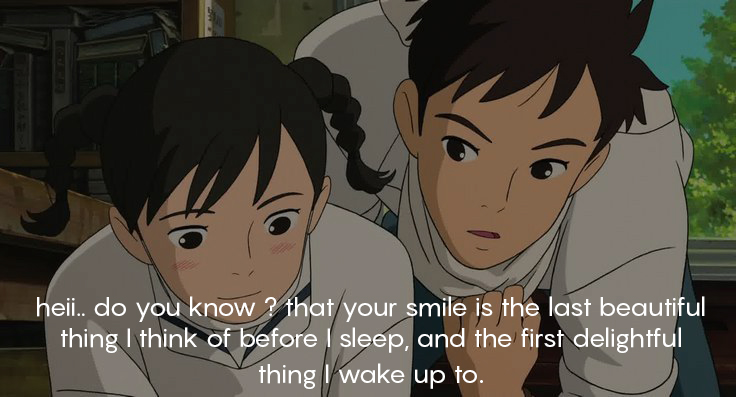 heii.. do you know ? that your smile is the last beautiful
thing I think of before I sleep, and the first delightful
thing I wake up to.